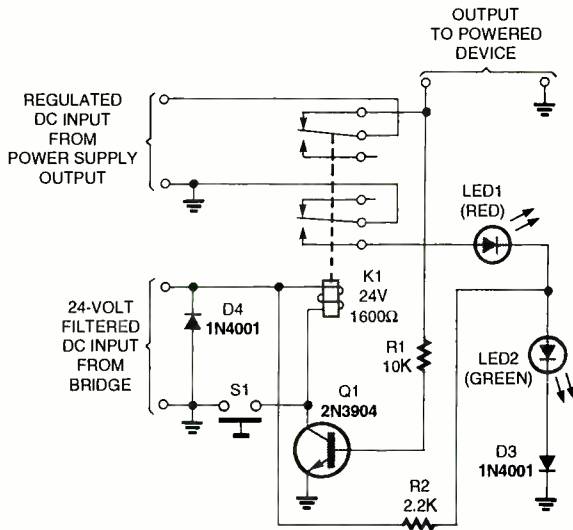 OUTPUT
TO POWERED
DEVICE
REGULATED
DC INPUT
FROM
POWER SUPPLY
OUTPUT
LED1
(RED)
K1
24V
1600Ω
24-VOLT
FILTERED
DC INPUT
FROM
BRIDGE
D4
1N4001
S1
Q1
2N3904
R1
10K
LED2
(GREEN)
D3
1N4001
R2
2.2K